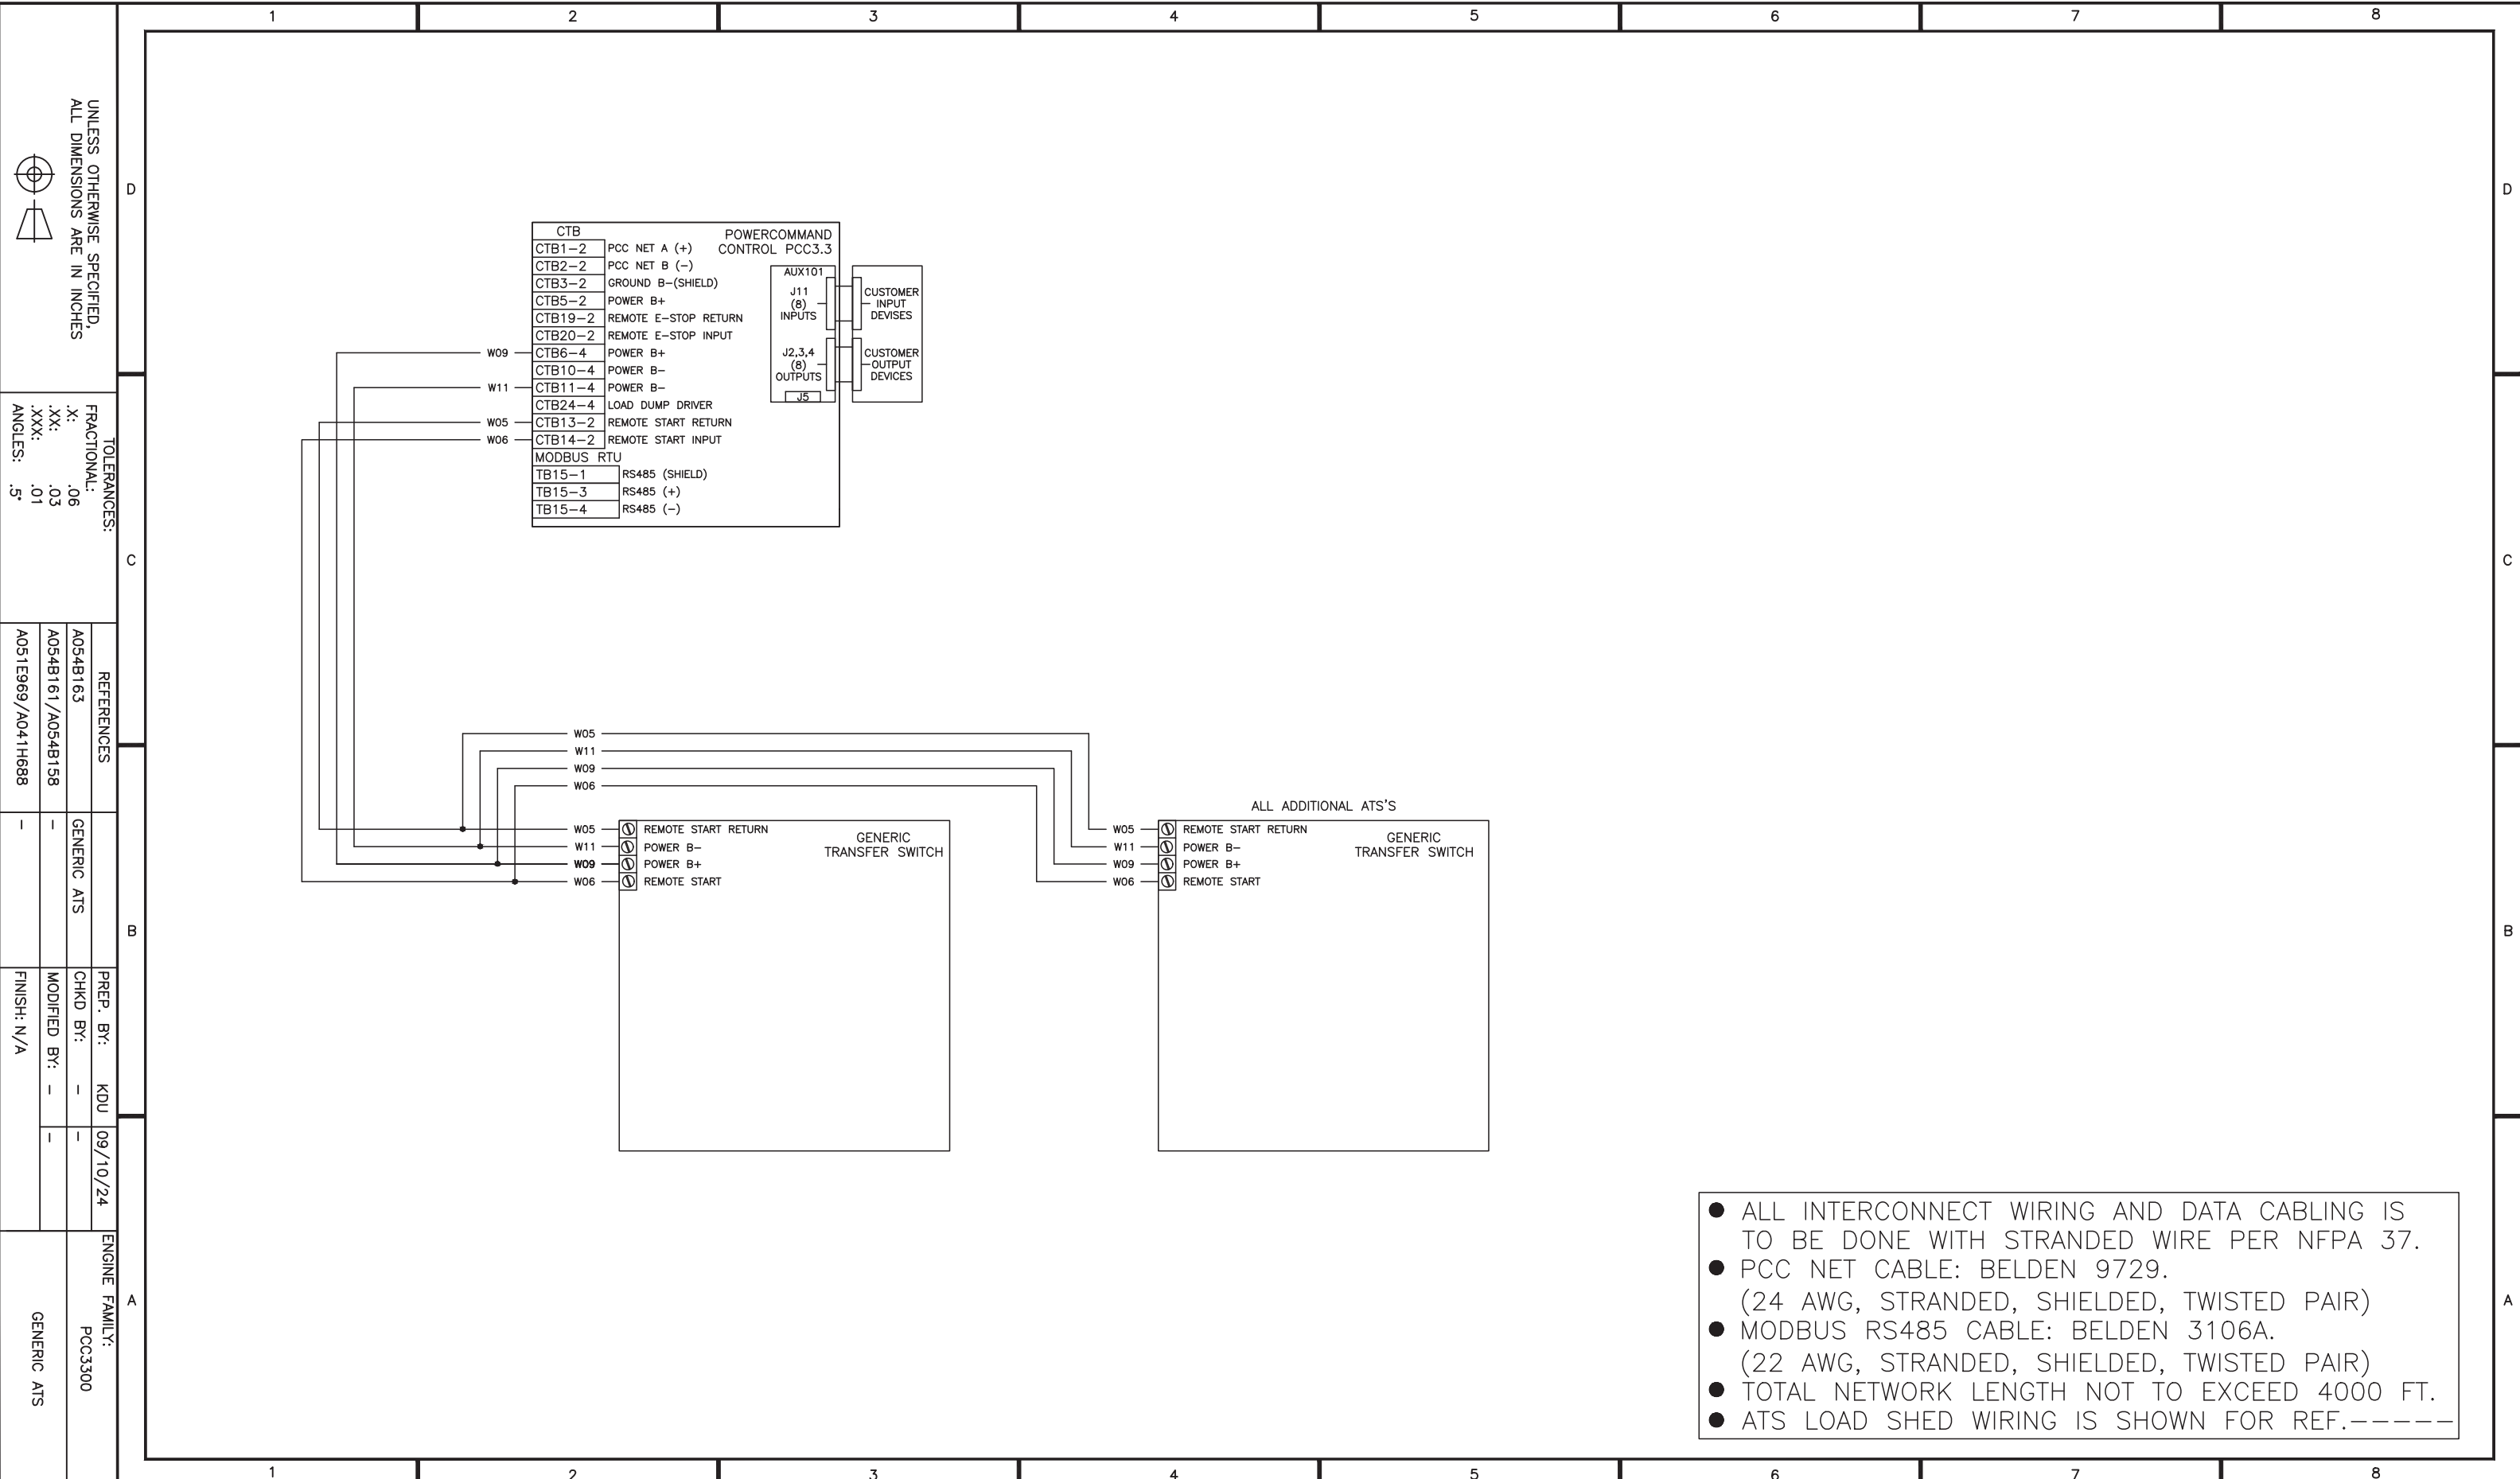 1 2 3 4 5 6 7 8
UNLESS OTHERWISE SPECIFIED,
ALL DIMENSIONS ARE IN INCHES
TOLERANCES:
FRACTIONAL:
.X: .06
.XX: .03
.XXX: .01
ANGLES: .5°
REFERENCES
A054B163
A054B161/A054B158
A051E969/A041H688
GENERIC ATS
-
-
PREP. BY: KDU 09/10/24
CHKD BY: - -
MODIFIED BY: - -
FINISH: N/A
ENGINE FAMILY:
PCC3300
GENERIC ATS
D
C
B
A
CTB
POWERCOMMAND
CONTROL PCC3.3
CTB1-2 PCC NET A (+)
CTB2-2 PCC NET B (-)
CTB3-2 GROUND B-(SHIELD)
CTB5-2 POWER B+
CTB19-2 REMOTE E-STOP RETURN
CTB20-2 REMOTE E-STOP INPUT
W09 CTB6-4 POWER B+
CTB10-4 POWER B-
W11 CTB11-4 POWER B-
CTB24-4 LOAD DUMP DRIVER
W05 CTB13-2 REMOTE START RETURN
W06 CTB14-2 REMOTE START INPUT
MODBUS RTU
TB15-1 RS485 (SHIELD)
TB15-3 RS485 (+)
TB15-4 RS485 (-)
AUX101
J11
(8)
INPUTS
CUSTOMER
INPUT
DEVISES
J2,3,4
(8)
OUTPUTS
CUSTOMER
OUTPUT
DEVICES
J5
W05
W11
W09
W06
W05 REMOTE START RETURN
W11 POWER B-
W09 POWER B+
W06 REMOTE START
GENERIC
TRANSFER SWITCH
ALL ADDITIONAL ATS'S
W05 REMOTE START RETURN
W11 POWER B-
W09 POWER B+
W06 REMOTE START
GENERIC
TRANSFER SWITCH
● ALL INTERCONNECT WIRING AND DATA CABLING IS
TO BE DONE WITH STRANDED WIRE PER NFPA 37.
● PCC NET CABLE: BELDEN 9729.
(24 AWG, STRANDED, SHIELDED, TWISTED PAIR)
● MODBUS RS485 CABLE: BELDEN 3106A.
(22 AWG, STRANDED, SHIELDED, TWISTED PAIR)
● TOTAL NETWORK LENGTH NOT TO EXCEED 4000 FT.
● ATS LOAD SHED WIRING IS SHOWN FOR REF.-----
D
C
B
A
1 2 3 4 5 6 7 8